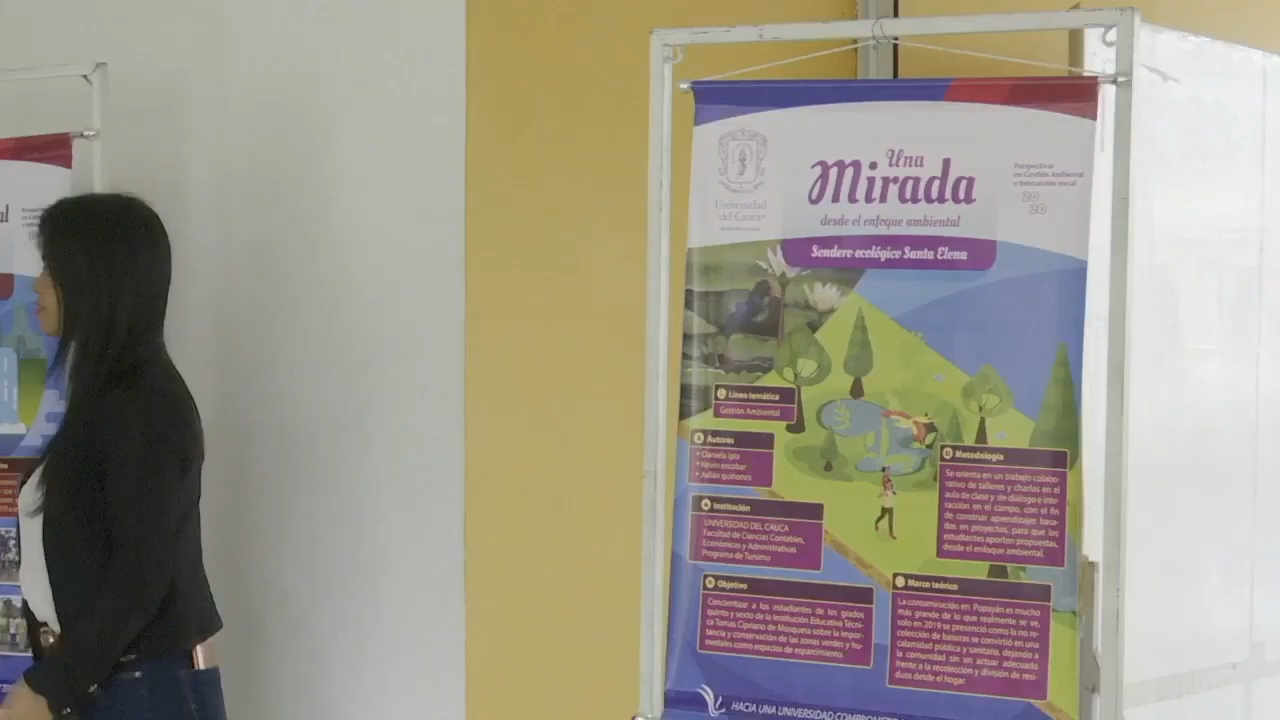 Una
Mirada
desde el enfoque ambiental
Sendero ecológico Santa Elena
Universidad
del Cauca
Perspectivas
en Gestión Ambiental
e Interacción social
20
20
Línea temática
Gestión Ambiental
Autores
• Daniela Ipia
• Kevin escobar
• Julián quiñones
Institución
UNIVERSIDAD DEL CAUCA
Facultad de Ciencias Contables,
Económicas y Administrativas
Programa de Turismo
Objetivo
Concientizar a los estudiantes de los grados
quinto y sexto de la Institución Educativa Técni-
ca Tomas Cipriano de Mosquera sobre la impor-
tancia y conservación de las zonas verdes y hu-
medales como espacios de esparcimiento.
Metodología
Se orienta en un trabajo colabo-
rativo de talleres y charlas en el
aula de clase y de diálogo e inte-
racción en el campo, con el fin
de construir aprendizajes basa-
dos en proyectos, para que los
estudiantes aporten propuestas,
desde el enfoque ambiental.
Marco teórico
La contaminación en Popayán es mucho
más grande de lo que realmente se ve,
solo en 2019 se presenció como la no re-
colección de basuras se convirtió en una
calamidad pública y sanitaria, dejando a
la comunidad sin un actuar adecuado
frente a la recolección y división de resi-
duos desde el hogar.
HACIA UNA UNIVERSIDAD